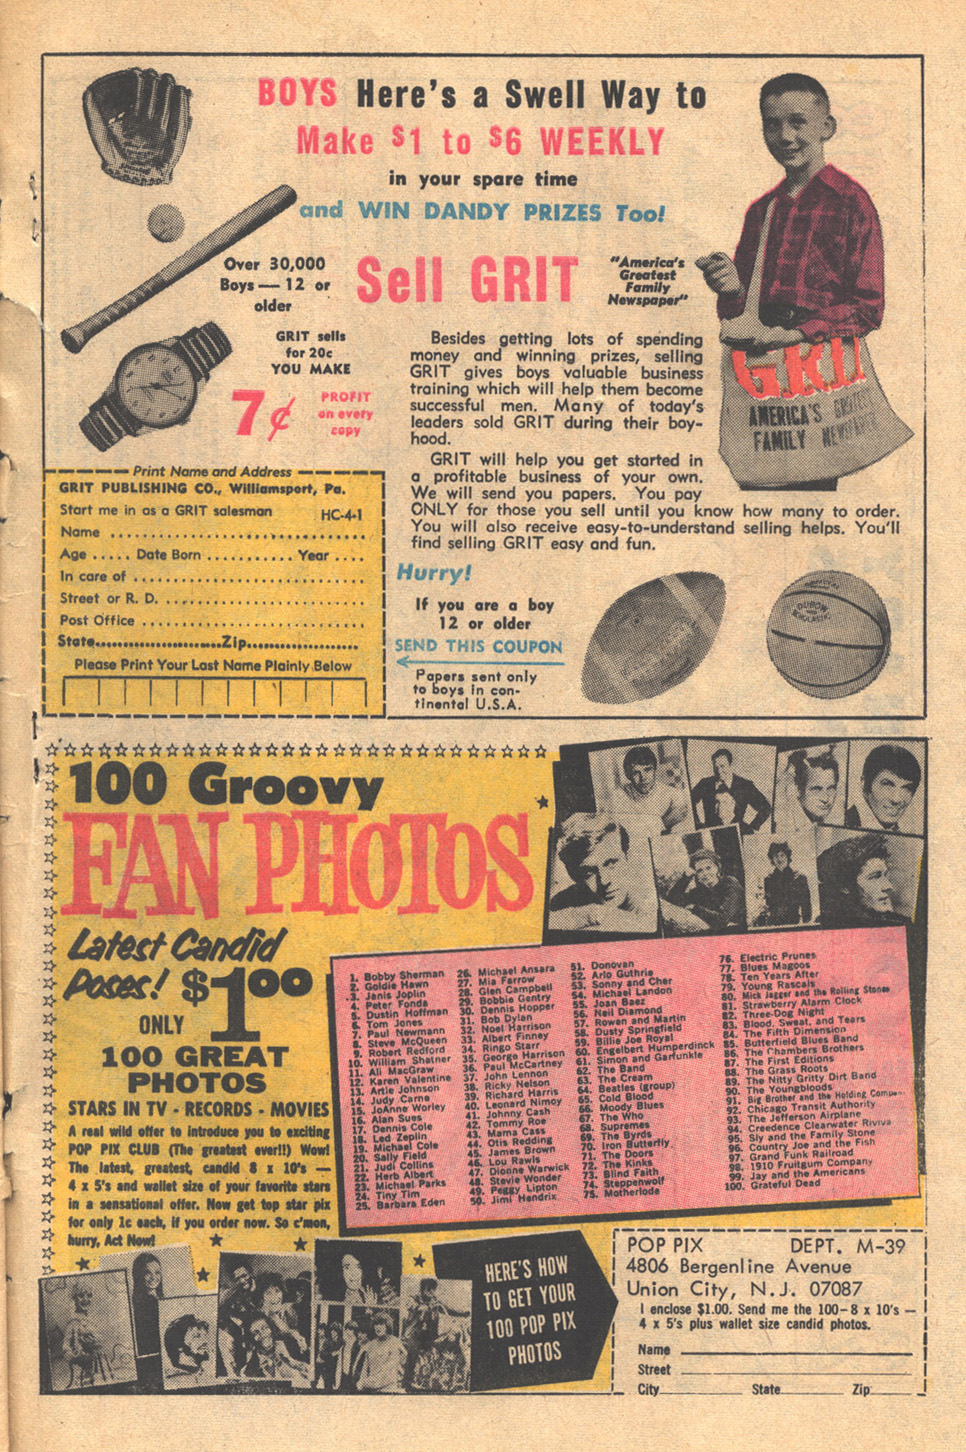 BOYS Here's a Swell Way to
Make $1 to $6 WEEKLY
in your spare time
and WIN DANDY PRIZES Too!
Over 30,000
Boys — 12 or
older
Sell GRIT
"America's
Greatest
Family
Newspaper"
GRIT sells
for 20c
YOU MAKE
7¢
PROFIT
on every
copy
Besides getting lots of spending
money and winning prizes, selling
GRIT gives boys valuable business
training which will help them become
successful men. Many of today's
leaders sold GRIT during their boy-
hood.
GRIT will help you get started in
a profitable business of your own.
We will send you papers. You pay
ONLY for those you sell until you know how many to order.
You will also receive easy-to-understand selling helps. You'll
find selling GRIT easy and fun.
GRIT
AMERICA'S GREATEST
FAMILY NEWSPAPER
Print Name and Address
GRIT PUBLISHING CO., Williamsport, Pa.
Start me in as a GRIT salesman HC-4-1
Name
Age ..... Date Born .......... Year ....
In care of
Street or R. D.
Post Office
State Zip
Please Print Your Last Name Plainly Below
Hurry!
If you are a boy
12 or older
SEND THIS COUPON
Papers sent only
to boys in con-
tinental U.S.A.
100 Groovy
FAN PHOTOS
Latest Candid
Poses! $1.00
ONLY
100 GREAT
PHOTOS
STARS IN TV - RECORDS - MOVIES
A real wild offer to introduce you to exciting
POP PIX CLUB (The greatest ever!!) Wow!
The latest, greatest, candid 8 x 10's —
4 x 5's and wallet size of your favorite stars
in a sensational offer. Now get top star pix
for only 1c each, if you order now. So c'mon,
hurry, Act Now!
1. Bobby Sherman
2. Goldie Hawn
3. Janis Joplin
4. Peter Fonda
5. Dustin Hoffman
6. Tom Jones
7. Paul Newmann
8. Steve McQueen
9. Robert Redford
10. William Shatner
11. Ali MacGraw
12. Karen Valentine
13. Artie Johnson
14. Judy Carne
15. JoAnne Worley
16. Alan Sues
17. Dennis Cole
18. Led Zeplin
19. Michael Cole
20. Sally Field
21. Judi Collins
22. Herb Albert
23. Michael Parks
24. Tiny Tim
25. Barbara Eden
26. Michael Ansara
27. Mia Farrow
28. Glen Campbell
29. Bobbie Gentry
30. Dennis Hopper
31. Bob Dylan
32. Noel Harrison
33. Albert Finney
34. Ringo Starr
35. George Harrison
36. Paul McCartney
37. John Lennon
38. Ricky Nelson
39. Richard Harris
40. Leonard Nimoy
41. Johnny Cash
42. Tommy Roe
43. Mama Cass
44. Otis Redding
45. James Brown
46. Lou Rawls
47. Dionne Warwick
48. Stevie Wonder
49. Peggy Lipton
50. Jimi Hendrix
51. Donovan
52. Arlo Guthrie
53. Sonny and Cher
54. Michael Landon
55. Joan Baez
56. Neil Diamond
57. Rowan and Martin
58. Dusty Springfield
59. Billie Joe Royal
60. Engelbert Humperdinck
61. Simon and Garfunkle
62. The Band
63. The Cream
64. Beatles (group)
65. Cold Blood
66. Moody Blues
67. The Who
68. Supremes
69. The Byrds
70. Iron Butterfly
71. The Doors
72. The Kinks
73. Blind Faith
74. Steppenwolf
75. Motherlode
76. Electric Prunes
77. Blues Magoos
78. Ten Years After
79. Young Rascals
80. Mick Jagger and the Rolling Stones
81. Strawberry Alarm Clock
82. Three-Dog Night
83. Blood, Sweat, and Tears
84. The Fifth Dimension
85. Butterfield Blues Band
86. The Chambers Brothers
87. The First Editions
88. The Grass Roots
89. The Nitty Gritty Dirt Band
90. The Youngbloods
91. Big Brother and the Holding Company
92. Chicago Transit Authority
93. The Jefferson Airplane
94. Creedence Clearwater Rivival
95. Sly and the Family Stone
96. Country Joe and the Fish
97. Grand Funk Railroad
98. 1910 Fruitgum Company
99. Jay and the Americans
100. Grateful Dead
HERE'S HOW
TO GET YOUR
100 POP PIX
PHOTOS
POP PIX DEPT. M-39
4806 Bergenline Avenue
Union City, N. J. 07087
I enclose $1.00. Send me the 100—8 x 10's —
4 x 5's plus wallet size candid photos.
Name
Street
City State Zip